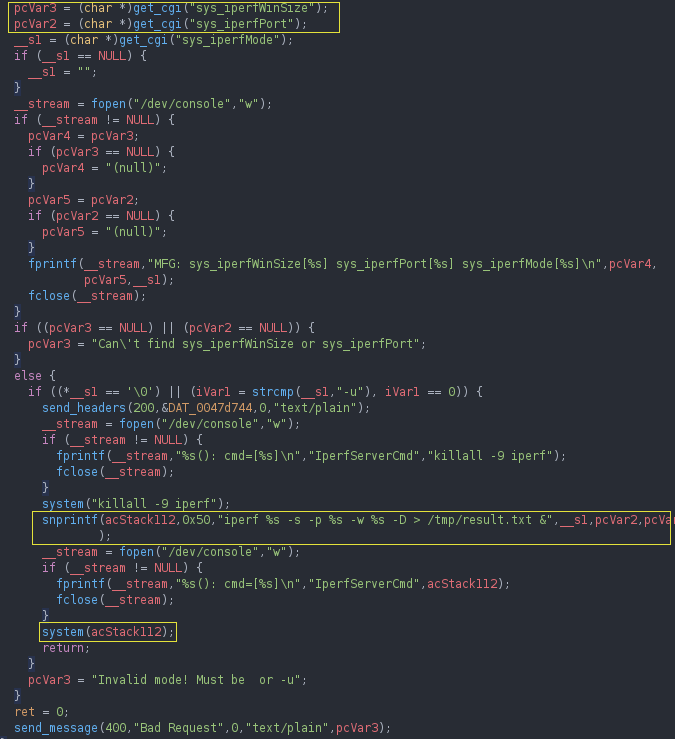 pcVar3 = (char *)get_cgi("sys_iperfWinSize");
pcVar2 = (char *)get_cgi("sys_iperfPort");
__s1 = (char *)get_cgi("sys_iperfMode");
if (__s1 == NULL) {
__s1 = "";
}
__stream = fopen("/dev/console","w");
if (__stream != NULL) {
pcVar4 = pcVar3;
if (pcVar3 == NULL) {
pcVar4 = "(null)";
}
pcVar5 = pcVar2;
if (pcVar2 == NULL) {
pcVar5 = "(null)";
}
fprintf(__stream,"MFG: sys_iperfWinSize[%s] sys_iperfPort[%s] sys_iperfMode[%s]\n",pcVar4,
pcVar5,__s1);
fclose(__stream);
}
if ((pcVar3 == NULL) || (pcVar2 == NULL)) {
pcVar3 = "Can\'t find sys_iperfWinSize or sys_iperfPort";
}
else {
if ((*__s1 == '\0') || (iVar1 = strcmp(__s1,"-u"), iVar1 == 0)) {
send_headers(200,&DAT_0047d744,0,"text/plain");
__stream = fopen("/dev/console","w");
if (__stream != NULL) {
fprintf(__stream,"%s(): cmd=[%s]\n","IperfServerCmd","killall -9 iperf");
fclose(__stream);
}
system("killall -9 iperf");
snprintf(acStack112,0x50,"iperf %s -s -p %s -w %s -D > /tmp/result.txt &",__s1,pcVar2,pcVar
);
__stream = fopen("/dev/console","w");
if (__stream != NULL) {
fprintf(__stream,"%s(): cmd=[%s]\n","IperfServerCmd",acStack112);
fclose(__stream);
}
system(acStack112);
return;
}
pcVar3 = "Invalid mode! Must be  or -u";
}
ret = 0;
send_message(400,"Bad Request",0,"text/plain",pcVar3);